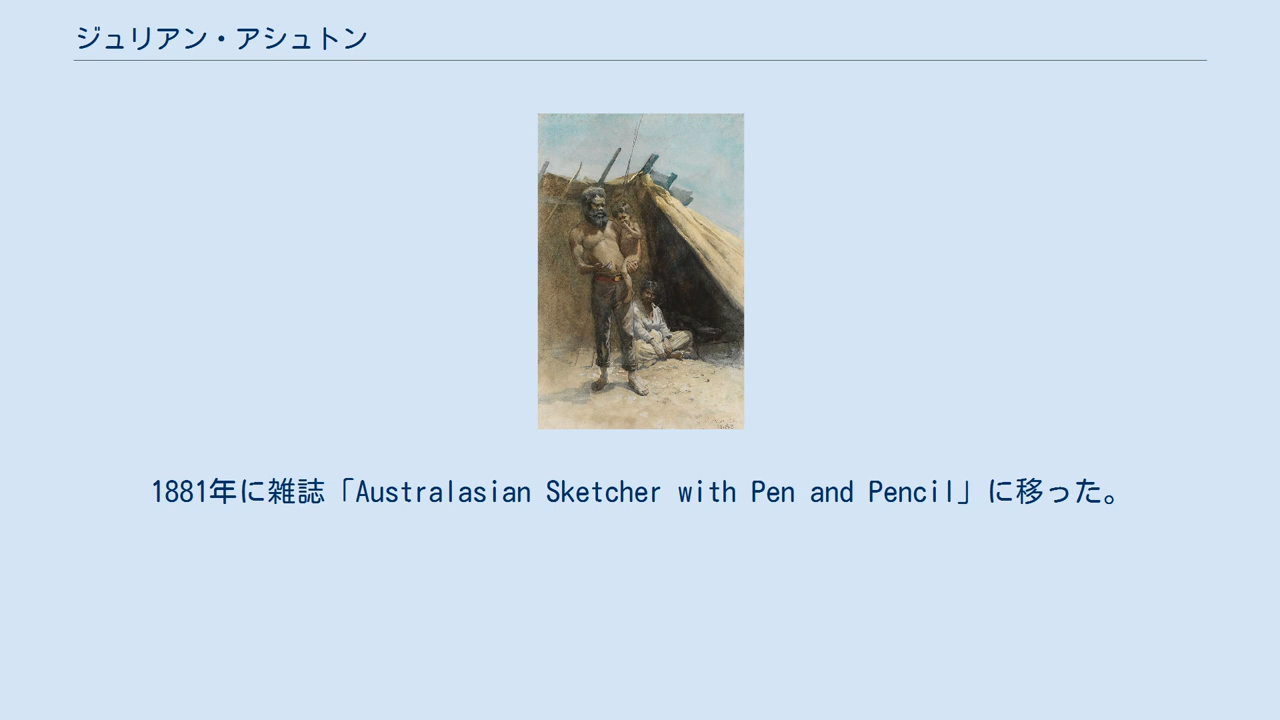 ジュリアン・アシュトン
1881年に雑誌「Australasian Sketcher with Pen and Pencil」に移った。